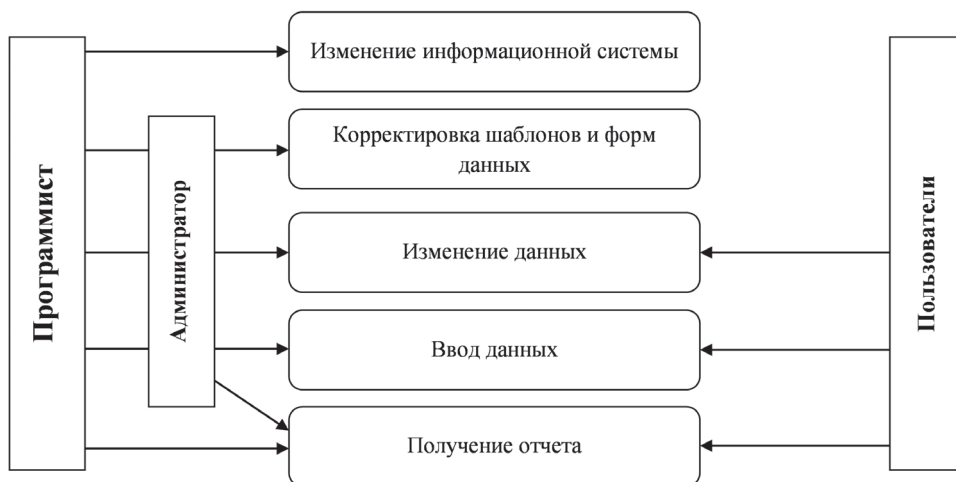 Программист
Администратор
Изменение информационной системы
Корректировка шаблонов и форм
данных
Изменение данных
Ввод данных
Получение отчета
Пользователи